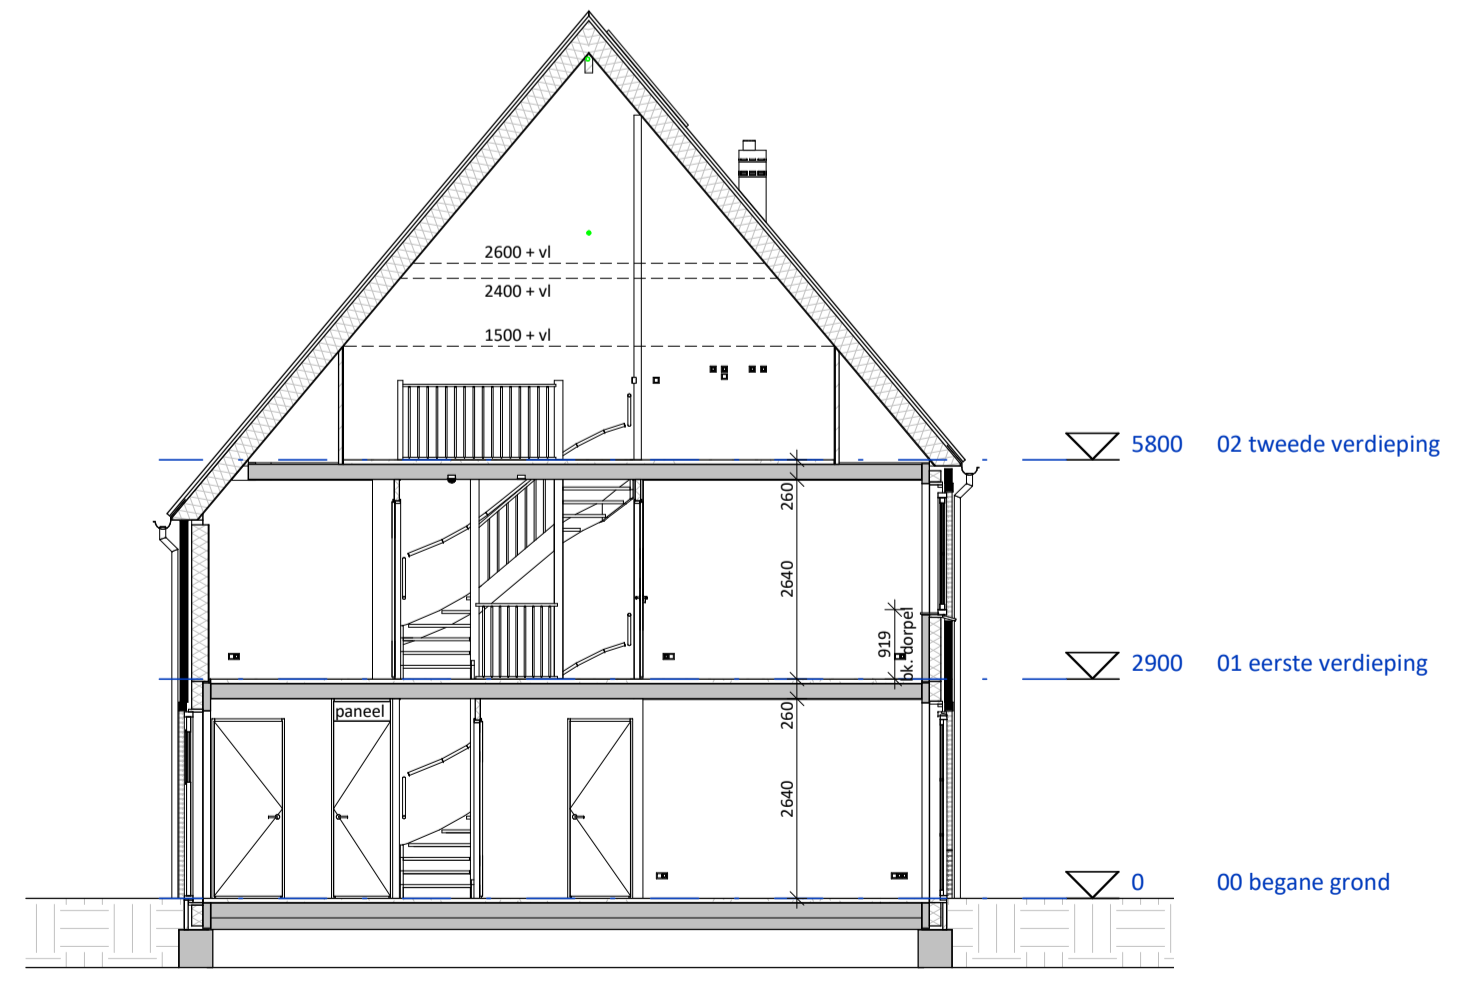 2600 + vl
2400 + vl
1500 + vl
5800 02 tweede verdieping
260
2640
919
bk. dorpel
2900 01 eerste verdieping
paneel
260
2640
0 00 begane grond